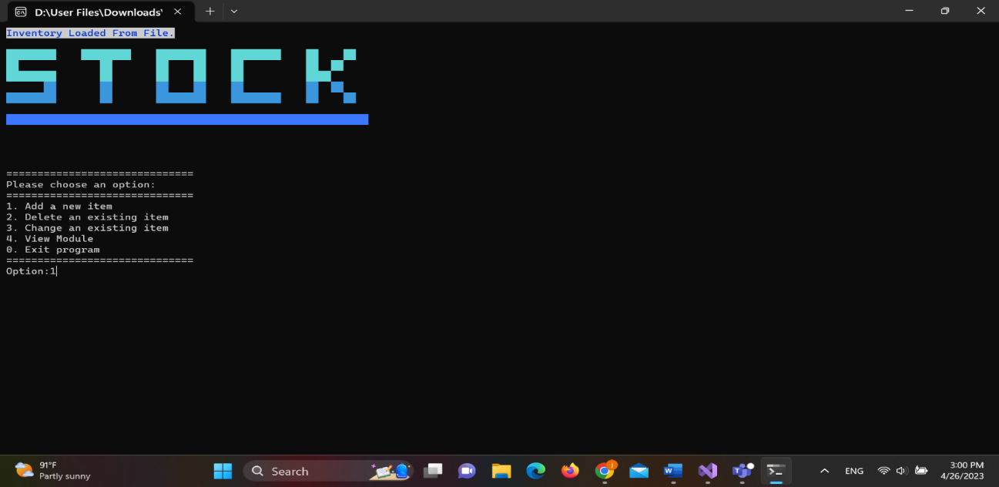 D:\User Files\Downloads\
Inventory Loaded From File.
STOCK
==============================
Please choose an option:
==============================
1. Add a new item
2. Delete an existing item
3. Change an existing item
4. View Module
0. Exit program
==============================
Option:1
91°F
Partly sunny
Search
ENG
3:00 PM
4/26/2023